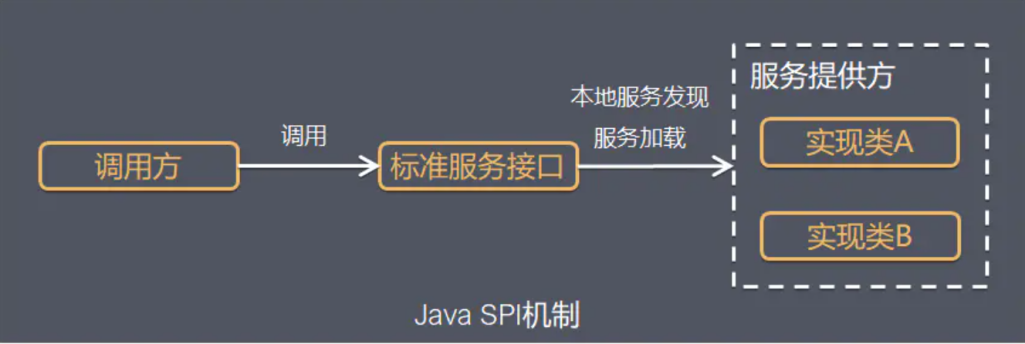 服务提供方
本地服务发现
调用
服务加载
调用方
标准服务接口
实现类A
实现类B
Java SPI机制